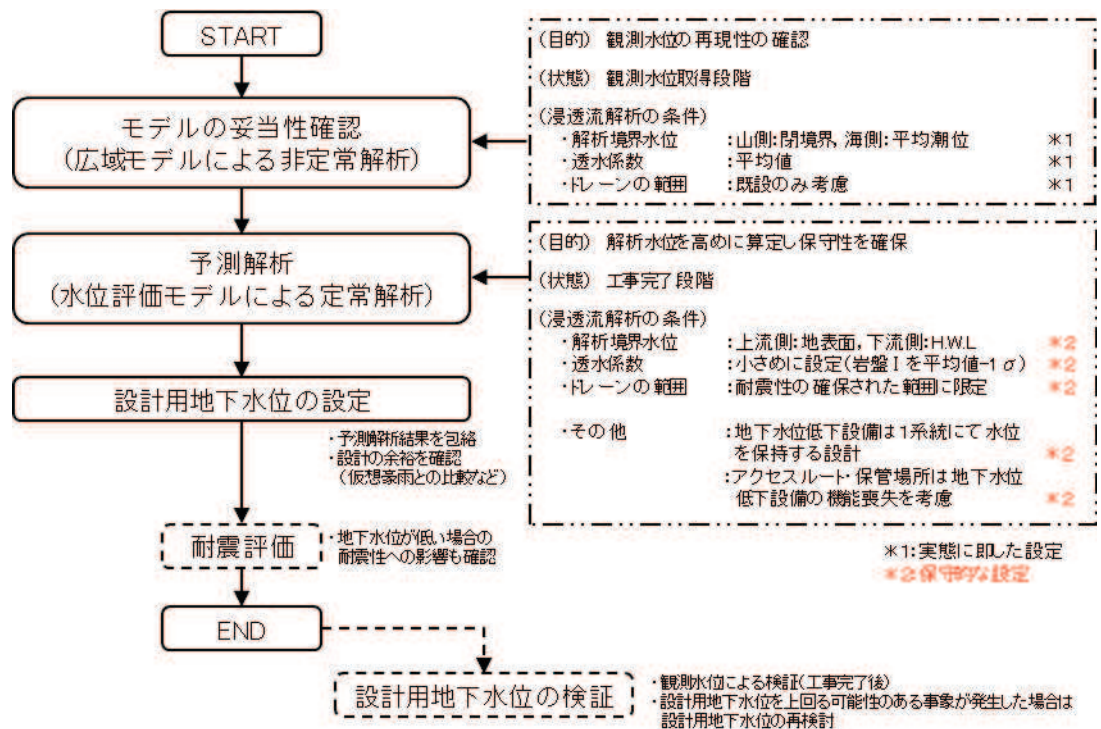 START
モデルの妥当性確認
(広域モデルによる非定常解析)
(目的) 観測水位の再現性の確認
(状態) 観測水位取得段階
(浸透流解析の条件)
・解析境界水位 :山側:閉境界, 海側:平均潮位 *1
・透水係数 :平均値 *1
・ドレーンの範囲 :既設のみ考慮 *1
予測解析
(水位評価モデルによる定常解析)
(目的) 解析水位を高めに算定し保守性を確保
(状態) 工事完了段階
(浸透流解析の条件)
・解析境界水位 :上流側:地表面, 下流側:H.W.L *2
・透水係数 :小さめに設定(岩盤Ⅰを平均値-1σ) *2
・ドレーンの範囲 :耐震性の確保された範囲に限定 *2
・その他 :地下水位低下設備は1系統にて水位
を保持する設計 *2
:アクセスルート・保管場所は地下水位
低下設備の機能喪失を考慮 *2
*1:実態に即した設定
*2:保守的な設定
設計用地下水位の設定
・予測解析結果を包絡
・設計の余裕を確認
(仮想豪雨との比較など)
耐震評価
・地下水位が低い場合の
耐震性への影響も確認
END
設計用地下水位の検証
・観測水位による検証(工事完了後)
・設計用地下水位を上回る可能性のある事象が発生した場合は
設計用地下水位の再検討